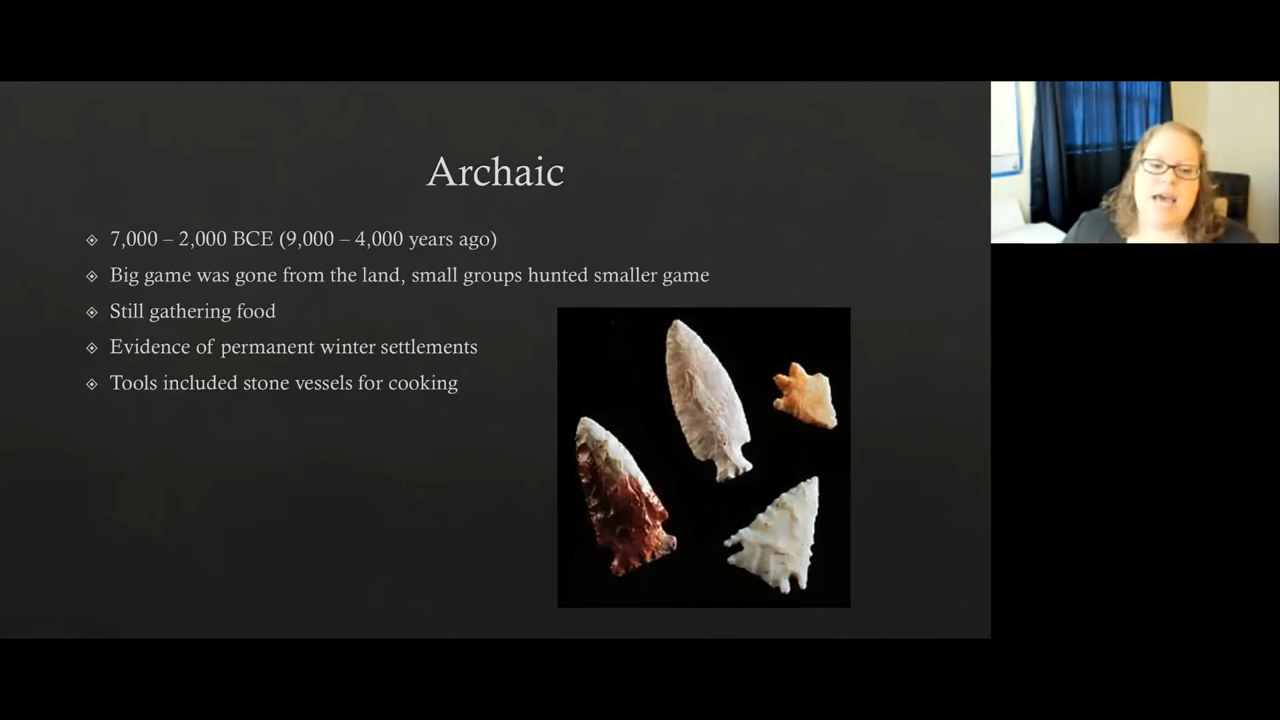 Archaic
7,000 – 2,000 BCE (9,000 – 4,000 years ago)
Big game was gone from the land, small groups hunted smaller game
Still gathering food
Evidence of permanent winter settlements
Tools included stone vessels for cooking